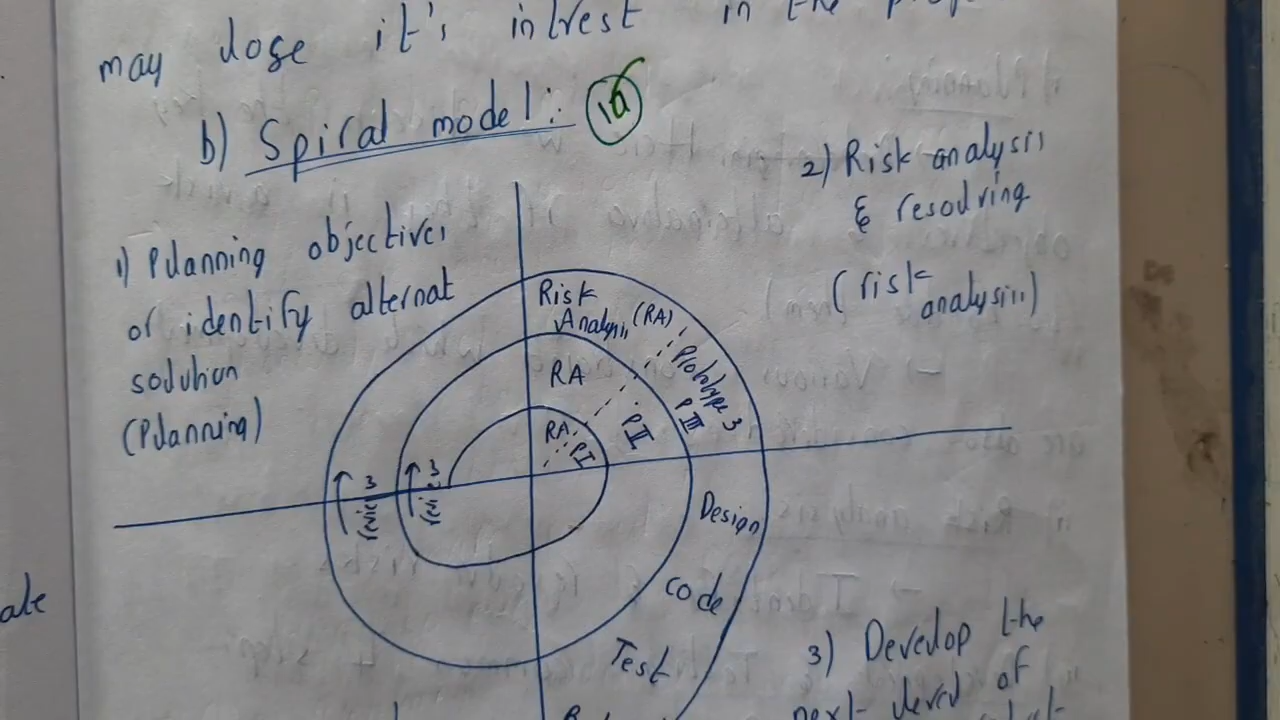 may lose it's intrest in the
b) Spiral model:
1) Planning objectives
or identify alternat
solution
(Planning)
2) Risk analysis
& resolving
(risk
analysis)
Risk
Analysis (RA)
Prototype 3
P III
RA
P II
RA
P I
Design
code
Test
3) Develop the
next level of